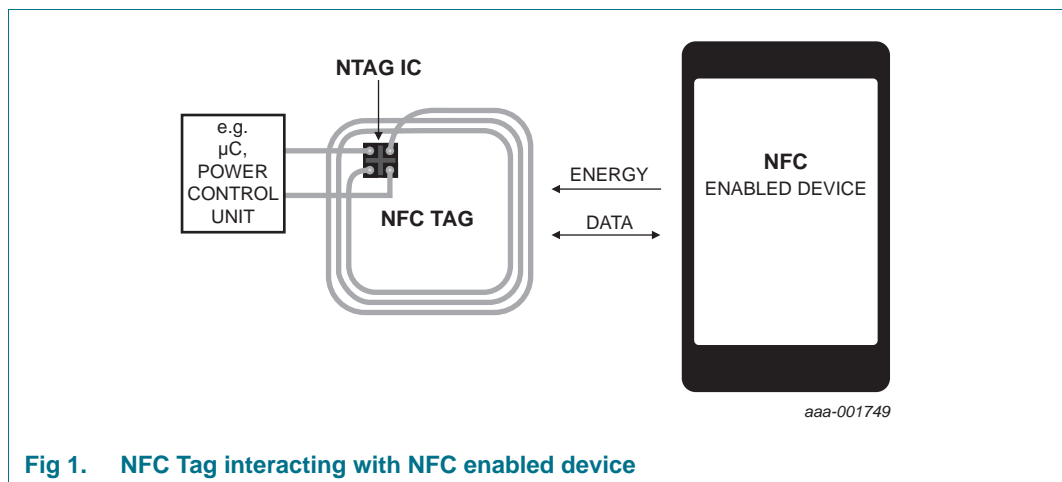 NTAG IC
e.g.
µC,
POWER
CONTROL
UNIT
NFC TAG
ENERGY
DATA
NFC
ENABLED DEVICE
aaa-001749
Fig 1. NFC Tag interacting with NFC enabled device